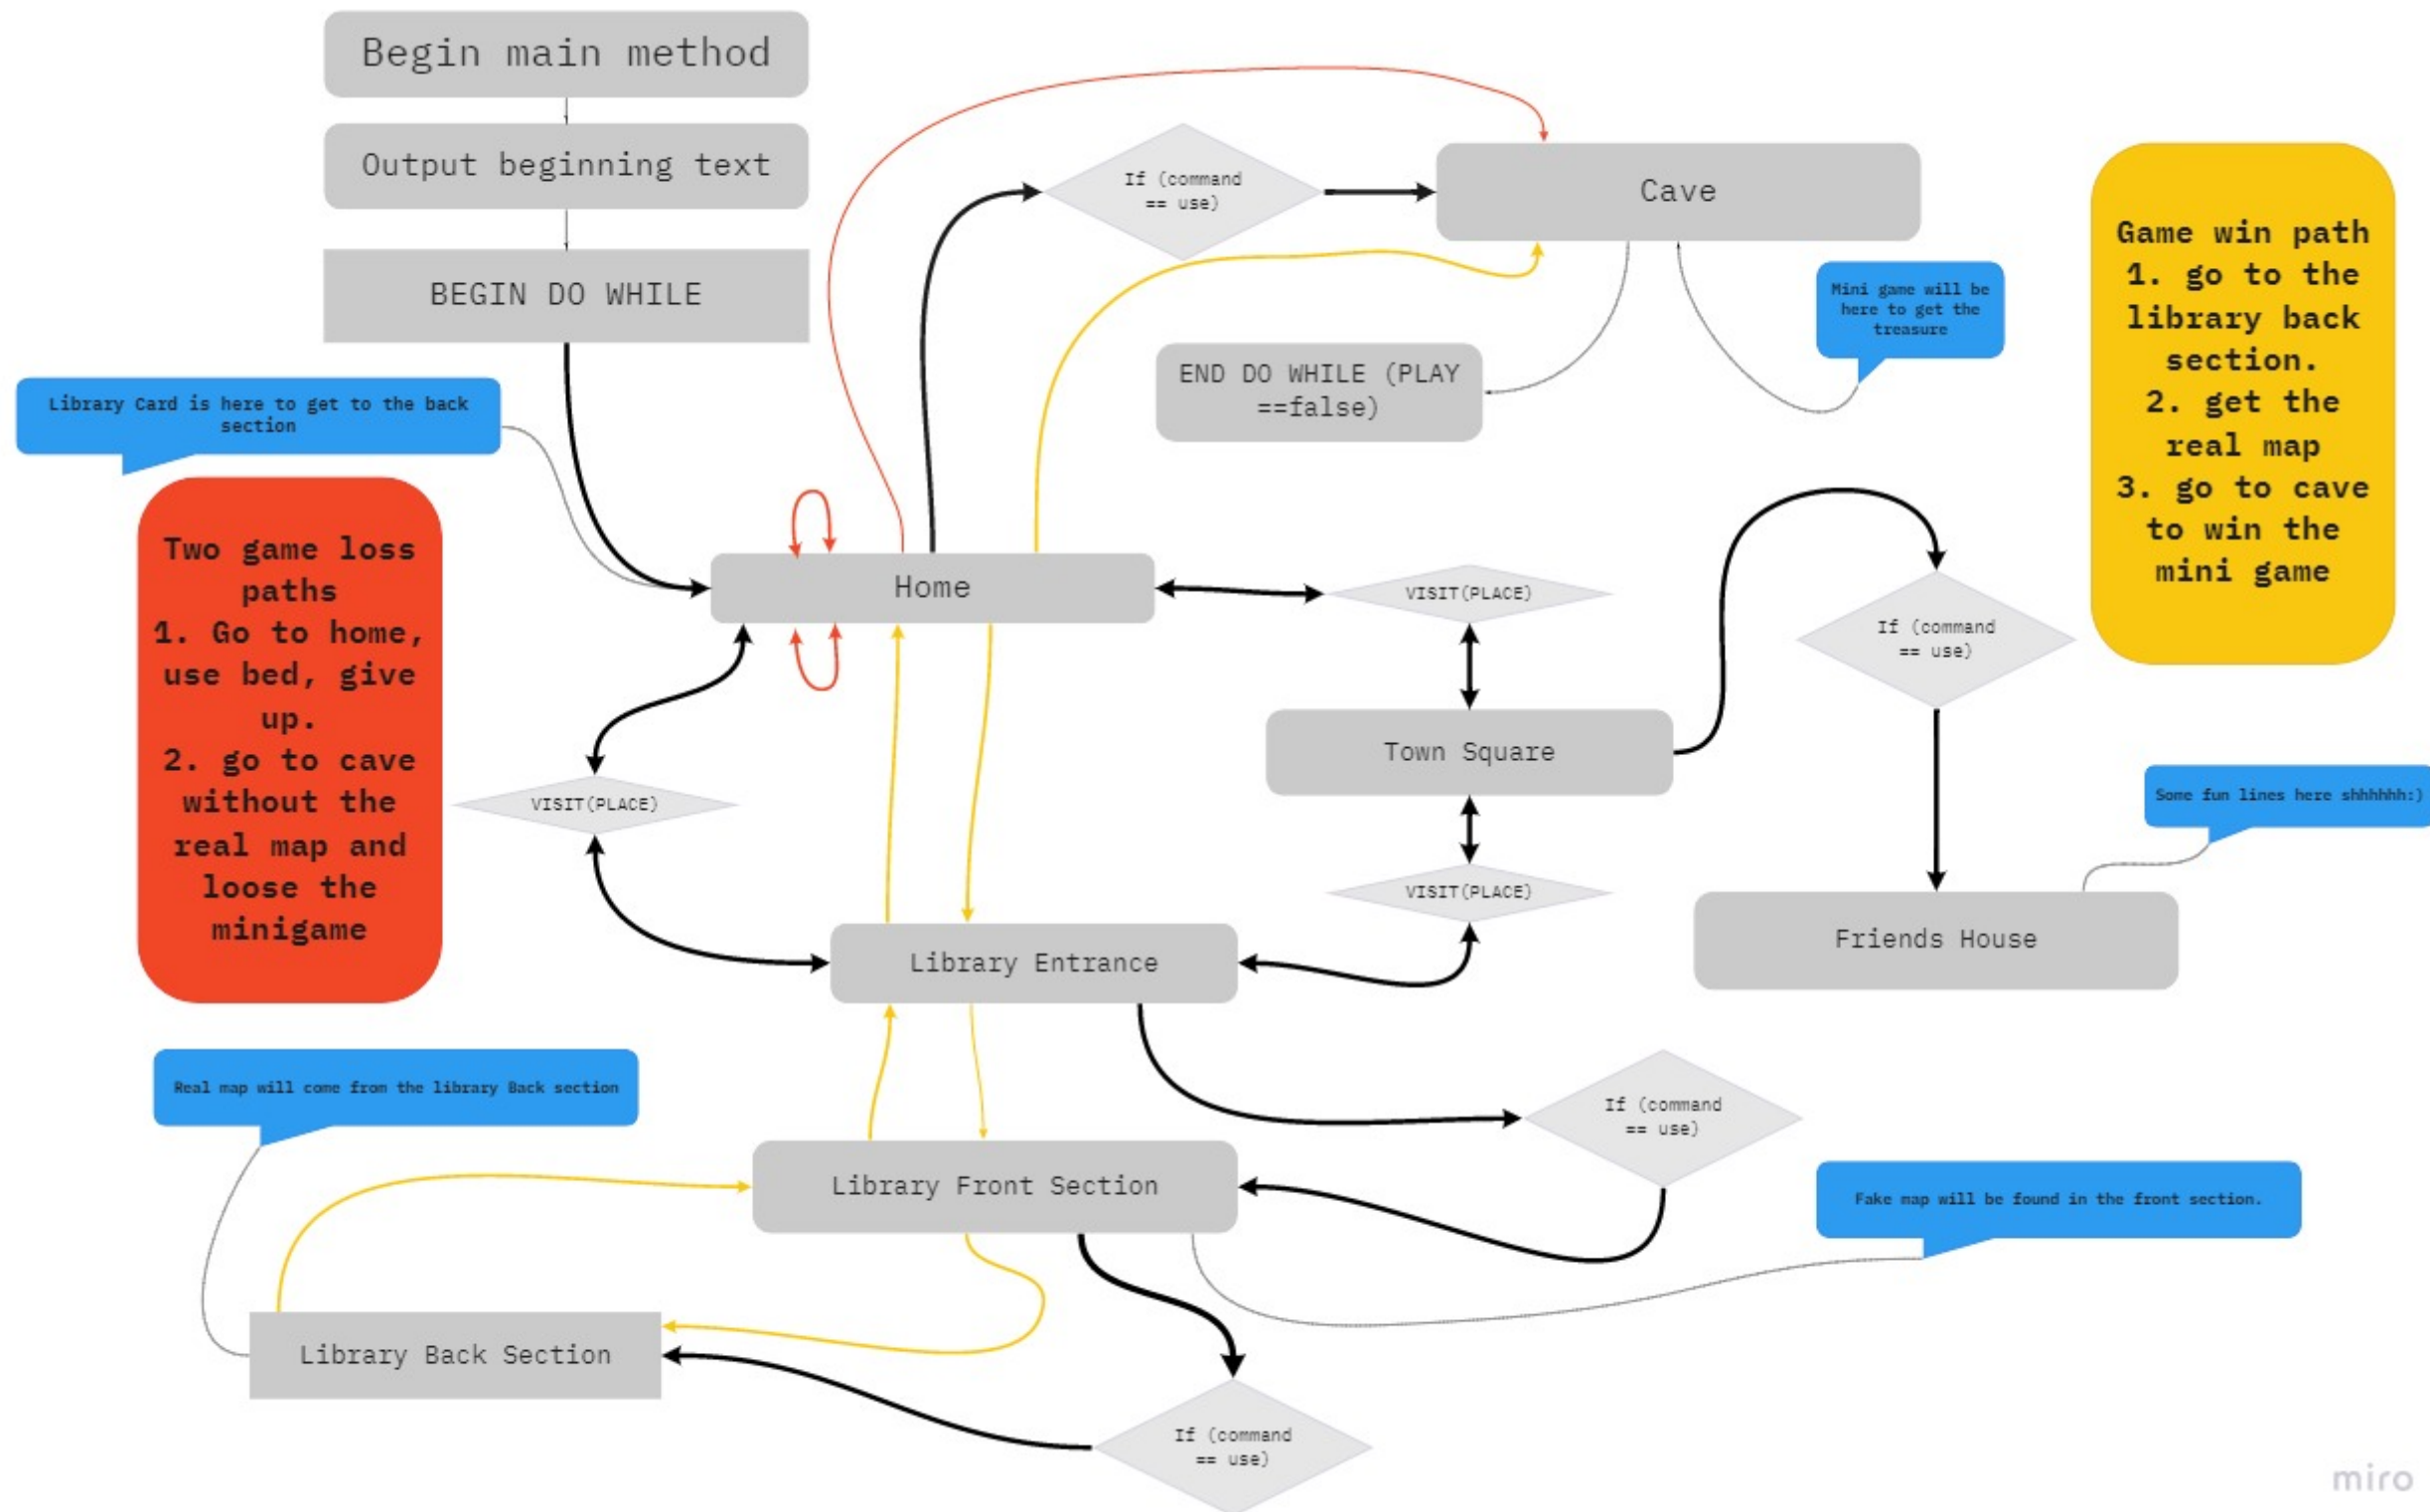 Begin main method
Output beginning text
BEGIN DO WHILE
Library Card is here to get to the back
section
Two game loss
paths
1. Go to home,
use bed, give
up.
2. go to cave
without the
real map and
loose the
minigame
If (command
== use)
Cave
Mini game will be
here to get the
treasure
END DO WHILE (PLAY
==false)
Game win path
1. go to the
library back
section.
2. get the
real map
3. go to cave
to win the
mini game
Home
VISIT(PLACE)
If (command
== use)
Town Square
VISIT(PLACE)
VISIT(PLACE)
Some fun lines here shhhhhh:)
Friends House
Library Entrance
Real map will come from the library Back section
If (command
== use)
Library Front Section
Fake map will be found in the front section.
Library Back Section
If (command
== use)
miro